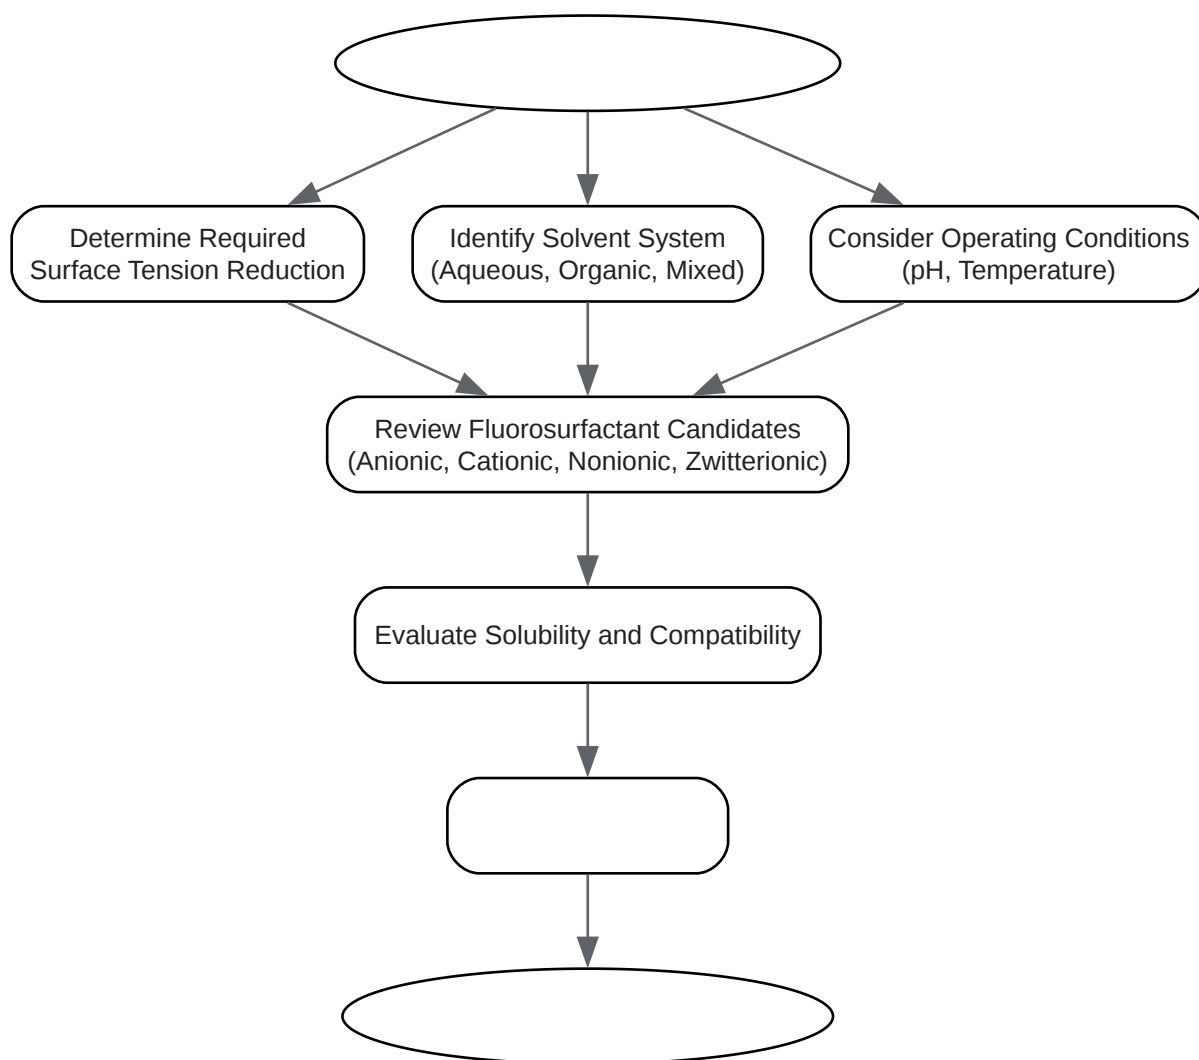 Determine Required
Surface Tension Reduction
Identify Solvent System
(Aqueous, Organic, Mixed)
Consider Operating Conditions
(pH, Temperature)
Review Fluorosurfactant Candidates
(Anionic, Cationic, Nonionic, Zwitterionic)
Evaluate Solubility and Compatibility